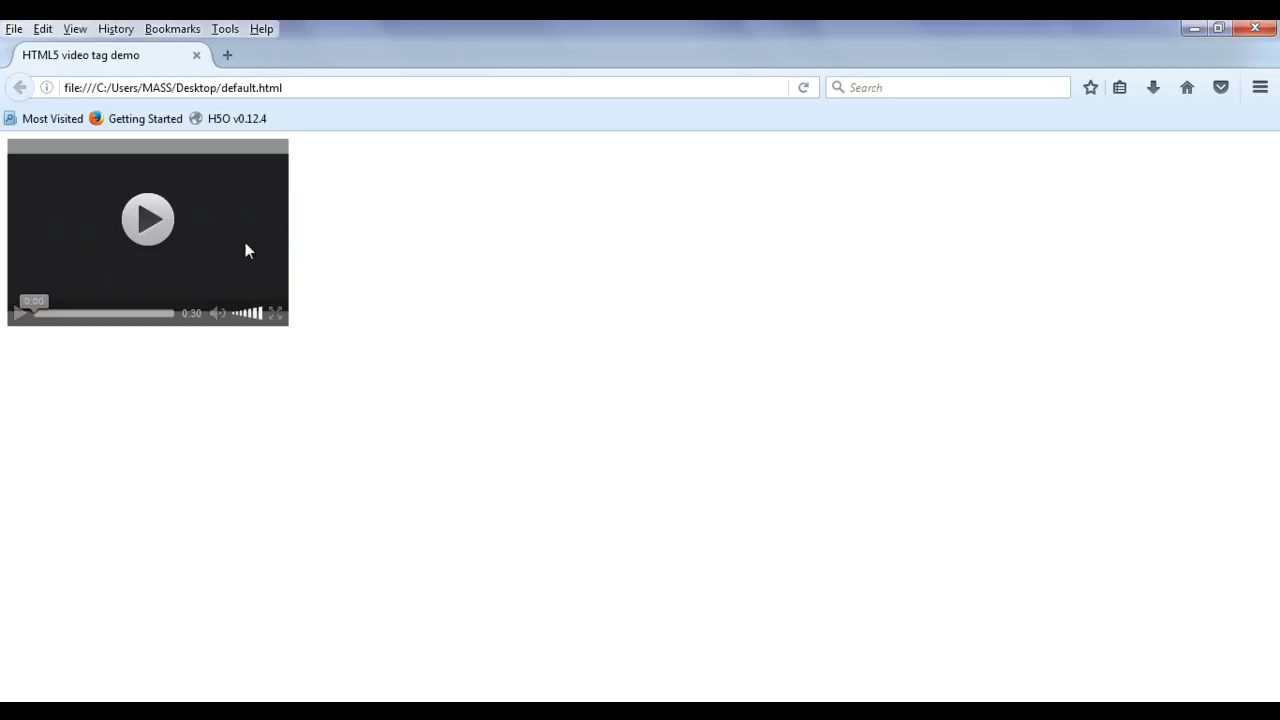 File Edit View History Bookmarks Tools Help
HTML5 video tag demo
file:///C:/Users/MASS/Desktop/default.html
Search
Most Visited Getting Started H5O v0.12.4
0:00
0:30